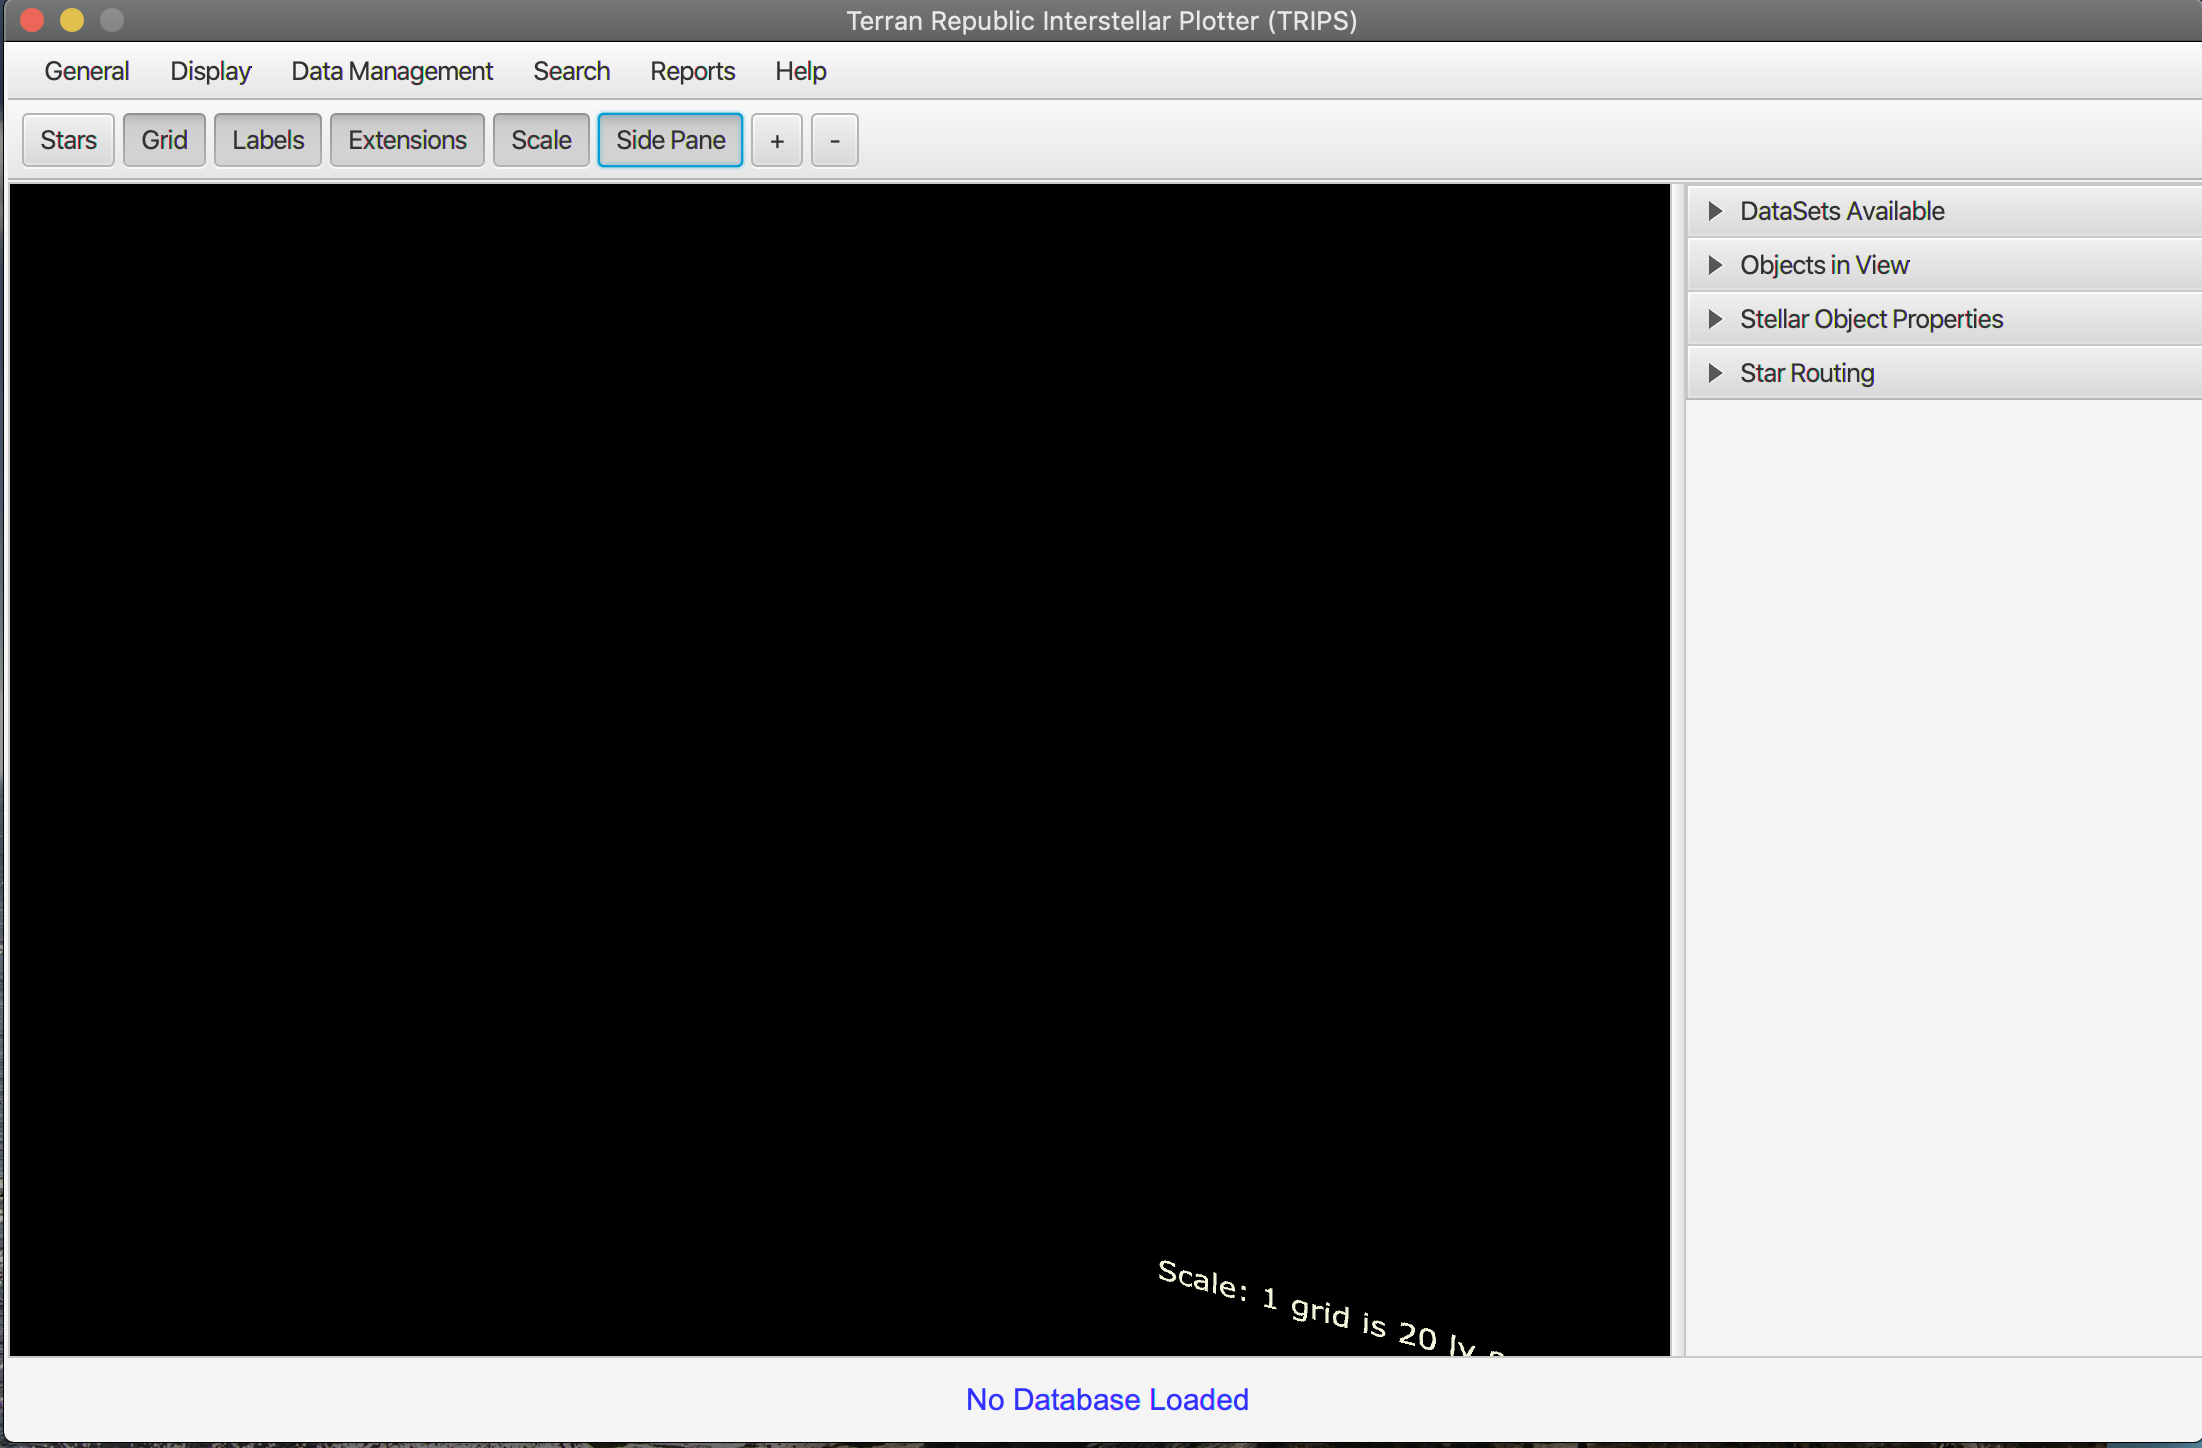 Terran Republic Interstellar Plotter (TRIPS)
General Display Data Management Search Reports Help
Stars Grid Labels Extensions Scale Side Pane + -
DataSets Available
Objects in View
Stellar Object Properties
Star Routing
Scale: 1 grid is 20 ly
No Database Loaded